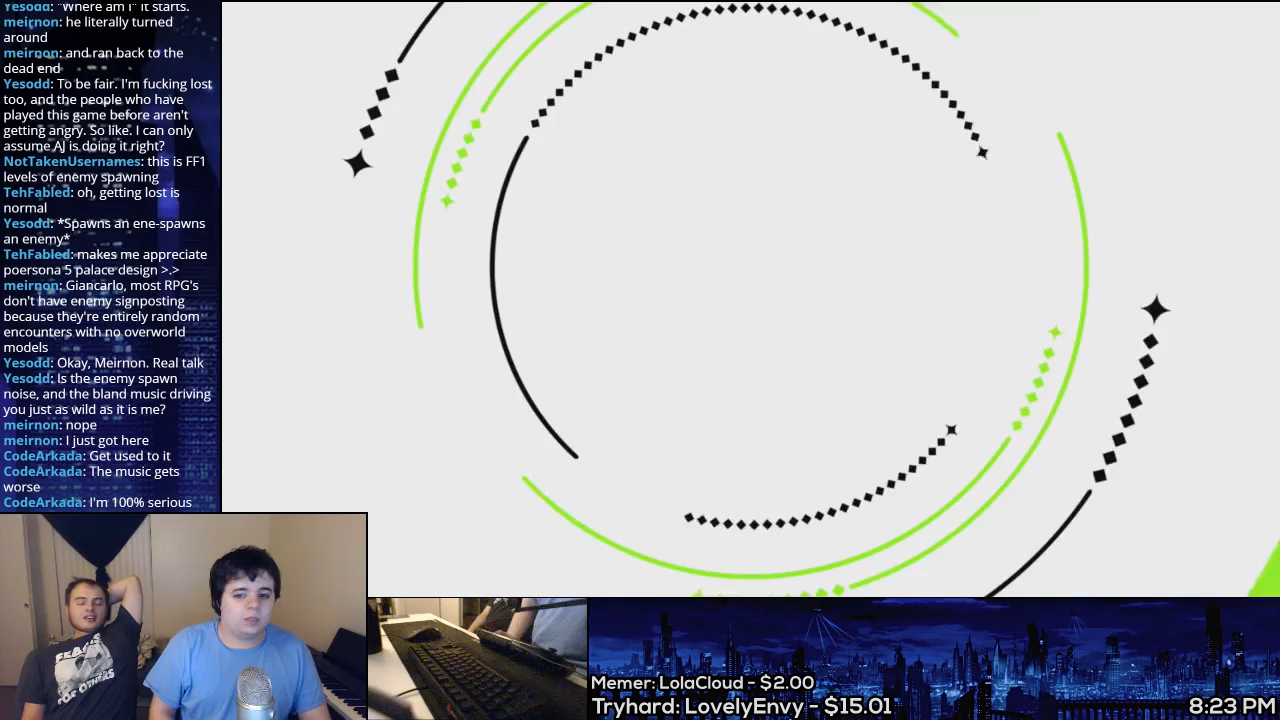 Yesodd: "Where am I" it starts.
meirnon: he literally turned
around
meirnon: and ran back to the
dead end
Yesodd: To be fair. I'm fucking lost
too, and the people who have
played this game before aren't
getting angry. So like. I can only
assume AJ is doing it right?
NotTakenUsernames: this is FF1
levels of enemy spawning
TehFabled: oh, getting lost is
normal
Yesodd: *Spawns an ene-spawns
an enemy*
TehFabled: makes me appreciate
poersona 5 palace design >.>
meirnon: Giancarlo, most RPG's
don't have enemy signposting
because they're entirely random
encounters with no overworld
models
Yesodd: Okay, Meirnon. Real talk
Yesodd: Is the enemy spawn
noise, and the bland music driving
you just as wild as it is me?
meirnon: nope
meirnon: I just got here
CodeArkada: Get used to it
CodeArkada: The music gets
worse
CodeArkada: I'm 100% serious
Memer: LolaCloud - $2.00
Tryhard: LovelyEnvy - $15.01
8:23 PM